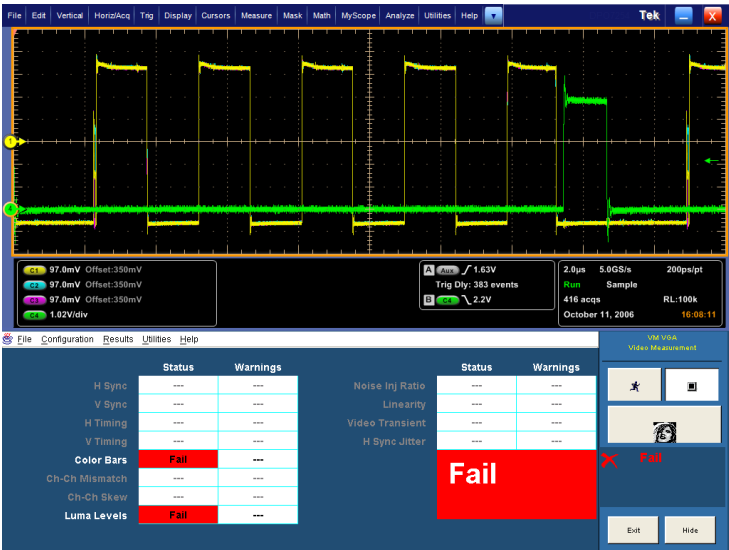 File Edit Vertical Horiz/Acq Trig Display Cursors Measure Mask Math MyScope Analyze Utilities Help Tek X
1
4
C1 97.0mV Offset:350mV
C2 97.0mV Offset:350mV
C3 97.0mV Offset:350mV
C4 1.02V/div
A Aux 1.63V
Trig Dly: 383 events
B C4 2.2V
2.0µs 5.0GS/s 200ps/pt
Run Sample
416 acqs RL:100k
October 11, 2006 16:08:11
File Configuration Results Utilities Help
Status Warnings
H Sync --- ---
V Sync --- ---
H Timing --- ---
V Timing --- ---
Color Bars Fail ---
Ch-Ch Mismatch --- ---
Ch-Ch Skew --- ---
Luma Levels Fail ---
Status Warnings
Noise Inj Ratio --- ---
Linearity --- ---
Video Transient --- ---
H Sync Jitter --- ---
Fail
VM VGA
Video Measurement
Fail
Exit Hide